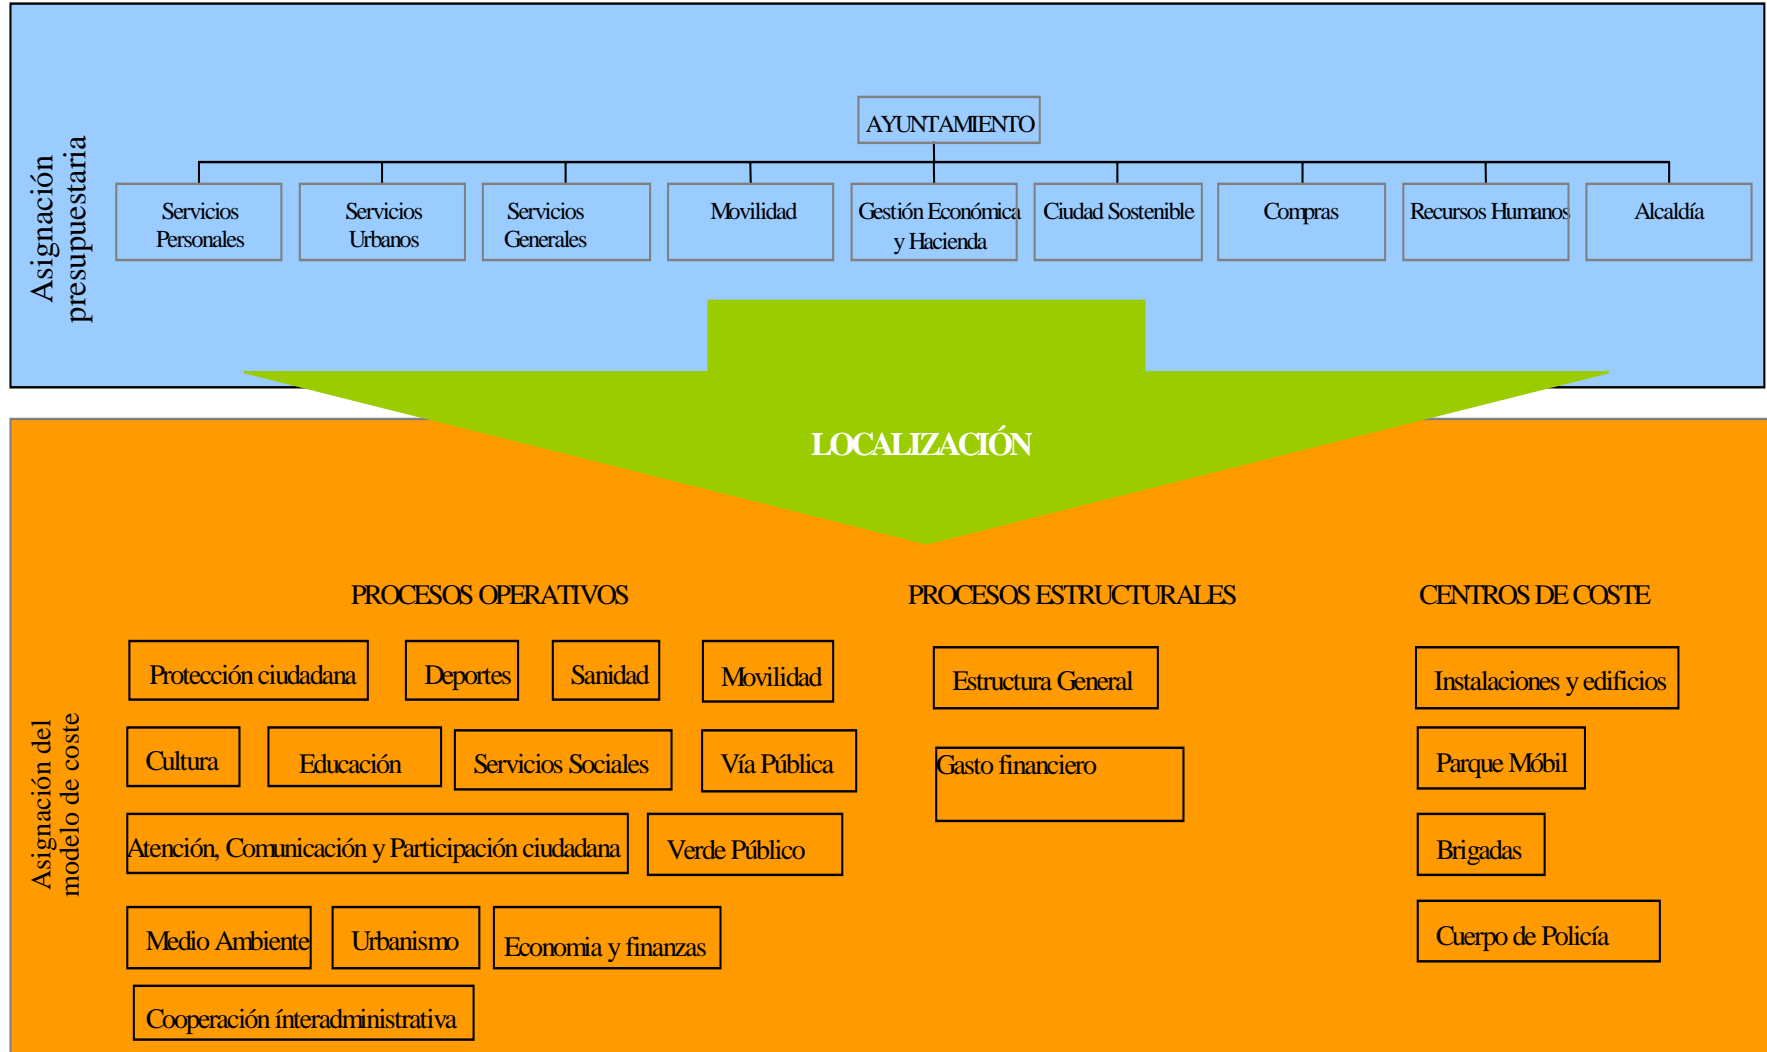 Asignación
presupuestaria
AYUNTAMIENTO
Servicios
Personales
Servicios
Urbanos
Servicios
Generales
Movilidad
Gestión Económica
y Hacienda
Ciudad Sostenible
Compras
Recursos Humanos
Alcaldía
LOCALIZACIÓN
Asignación del
modelo de coste
PROCESOS OPERATIVOS
Protección ciudadana
Deportes
Sanidad
Movilidad
Cultura
Educación
Servicios Sociales
Vía Pública
Atención, Comunicación y Participación ciudadana
Verde Público
Medio Ambiente
Urbanismo
Economia y finanzas
Cooperación ínteradministrativa
PROCESOS ESTRUCTURALES
Estructura General
Gasto financiero
CENTROS DE COSTE
Instalaciones y edificios
Parque Móbil
Brigadas
Cuerpo de Policía